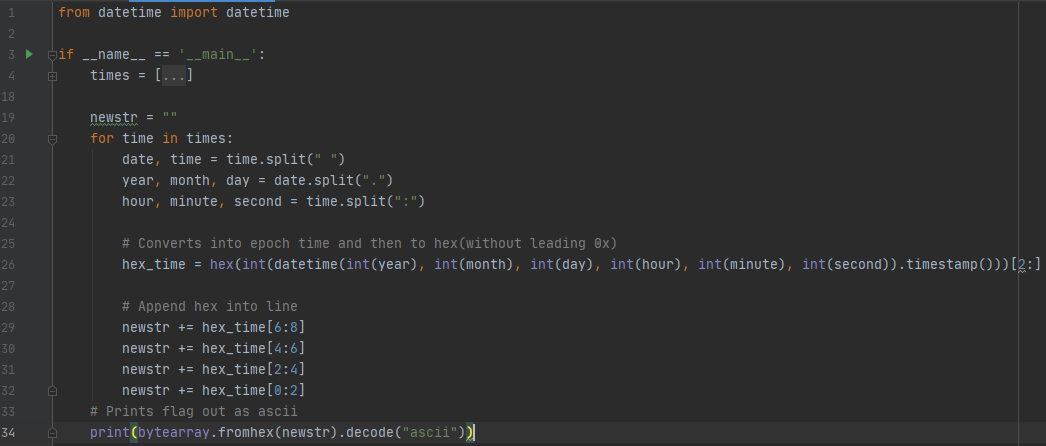 1 from datetime import datetime
2
3 if __name__ == '__main__':
4 times = [...]
18
19 newstr = ""
20 for time in times:
21 date, time = time.split(" ")
22 year, month, day = date.split(".")
23 hour, minute, second = time.split(":")
24
25 # Converts into epoch time and then to hex(without leading 0x)
26 hex_time = hex(int(datetime(int(year), int(month), int(day), int(hour), int(minute), int(second)).timestamp()))[2:]
27
28 # Append hex into line
29 newstr += hex_time[6:8]
30 newstr += hex_time[4:6]
31 newstr += hex_time[2:4]
32 newstr += hex_time[0:2]
33 # Prints flag out as ascii
34 print(bytearray.fromhex(newstr).decode("ascii"))